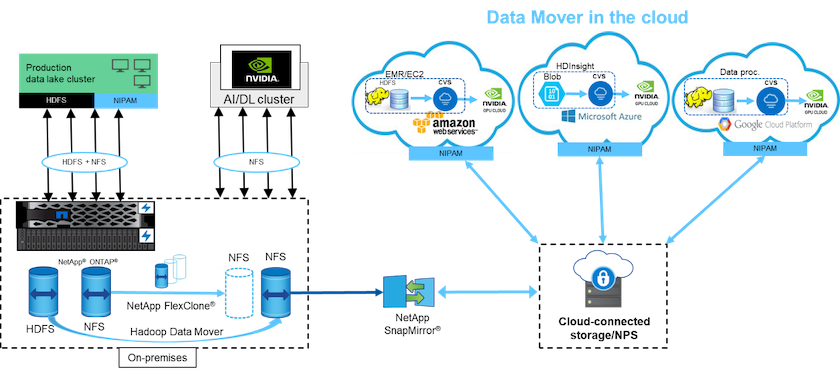 Data Mover in the cloud
Production
data lake cluster
HDFS
NIPAM
NVIDIA
AI/DL cluster
HDFS + NFS
NFS
EMR/EC2
HDFS
CVS
NVIDIA
GPU CLOUD
amazon
webservices™
NIPAM
HDInsight
Blob
CVS
10
01
NVIDIA
GPU CLOUD
Microsoft Azure
NIPAM
Data proc.
CVS
NVIDIA
GPU CLOUD
Google Cloud Platform
NIPAM
NetApp® ONTAP®
NFS
NFS
NetApp FlexClone®
HDFS
NFS
Hadoop Data Mover
On-premises
NetApp
SnapMirror®
Cloud-connected
storage/NPS